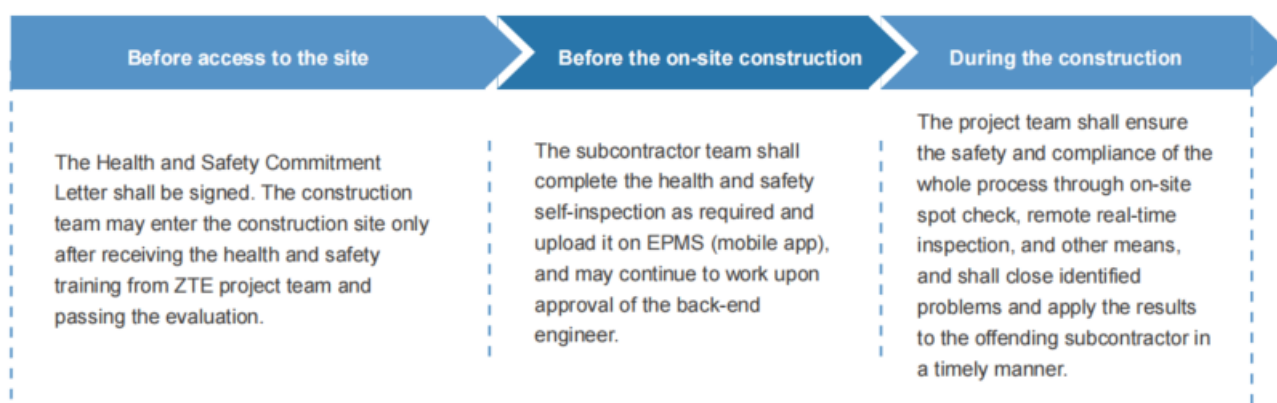 Before access to the site
Before the on-site construction
During the construction
The Health and Safety Commitment
Letter shall be signed. The construction
team may enter the construction site only
after receiving the health and safety
training from ZTE project team and
passing the evaluation.
The subcontractor team shall
complete the health and safety
self-inspection as required and
upload it on EPMS (mobile app),
and may continue to work upon
approval of the back-end
engineer.
The project team shall ensure
the safety and compliance of the
whole process through on-site
spot check, remote real-time
inspection, and other means,
and shall close identified
problems and apply the results
to the offending subcontractor in
a timely manner.